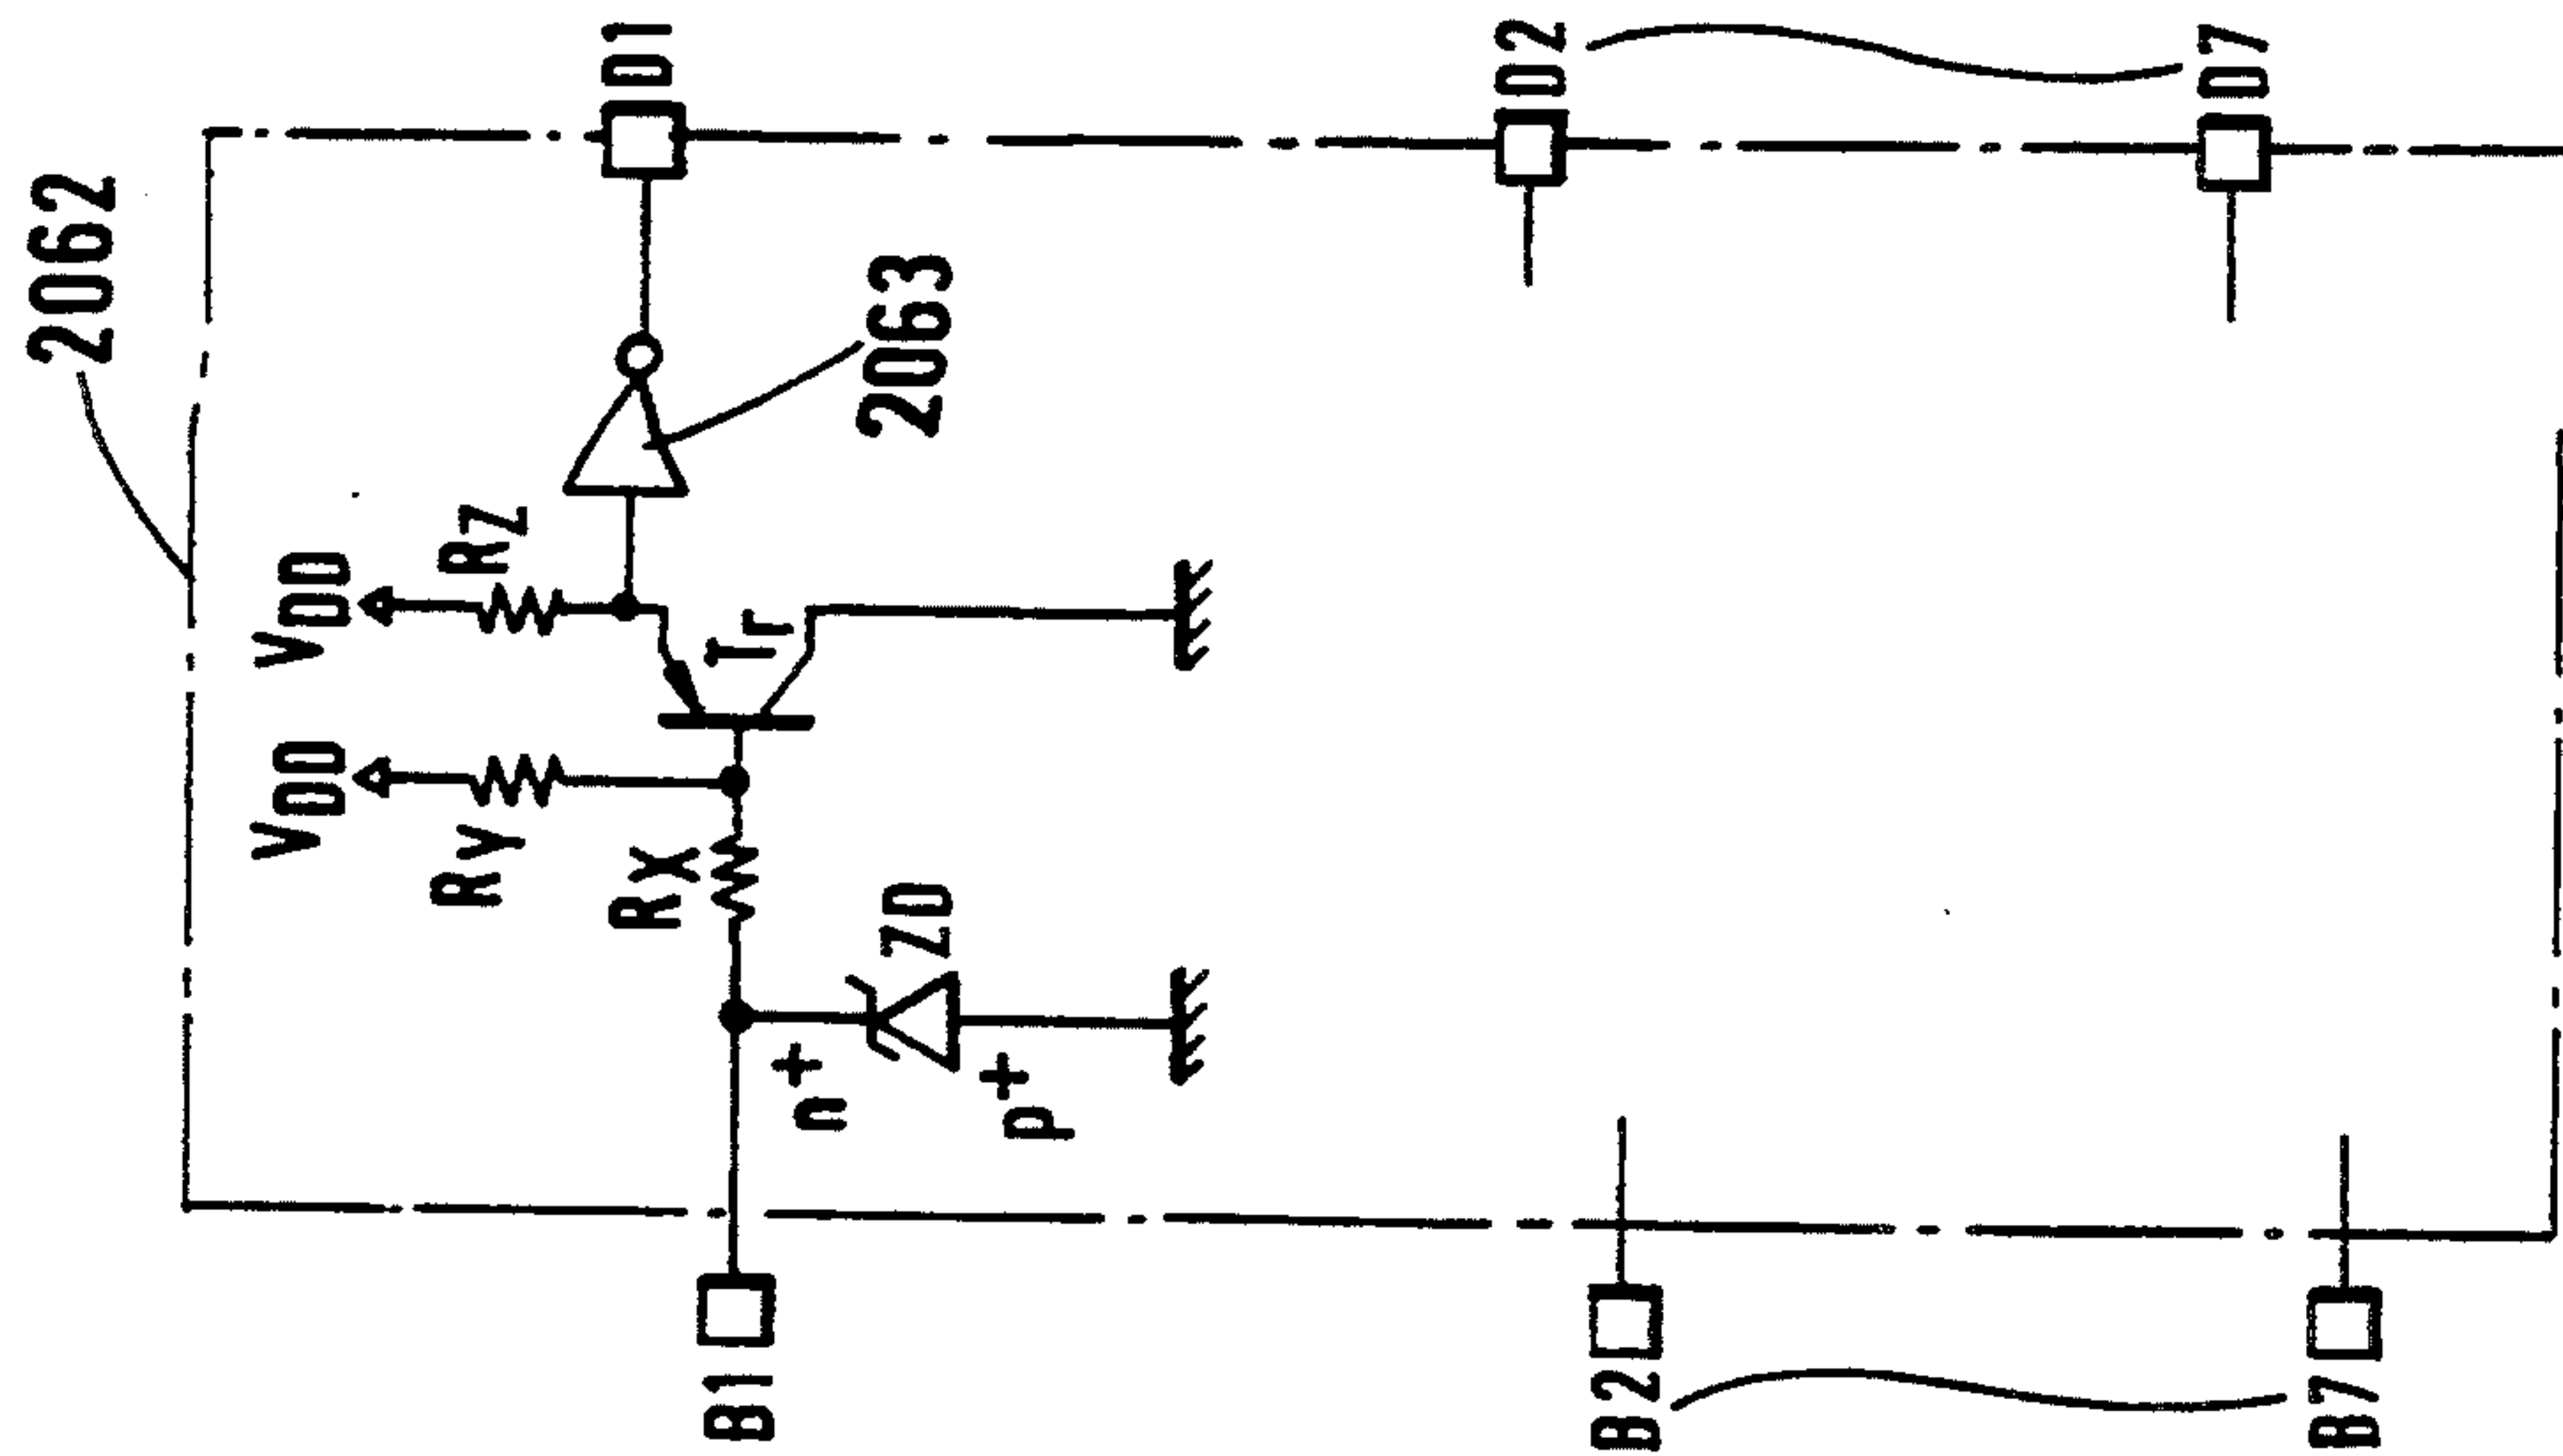 2062
VDD
VDD
RY
RZ
RX
Tr
2063
ZD
n+
p+
B1
D1
B2
D2
B7
D7